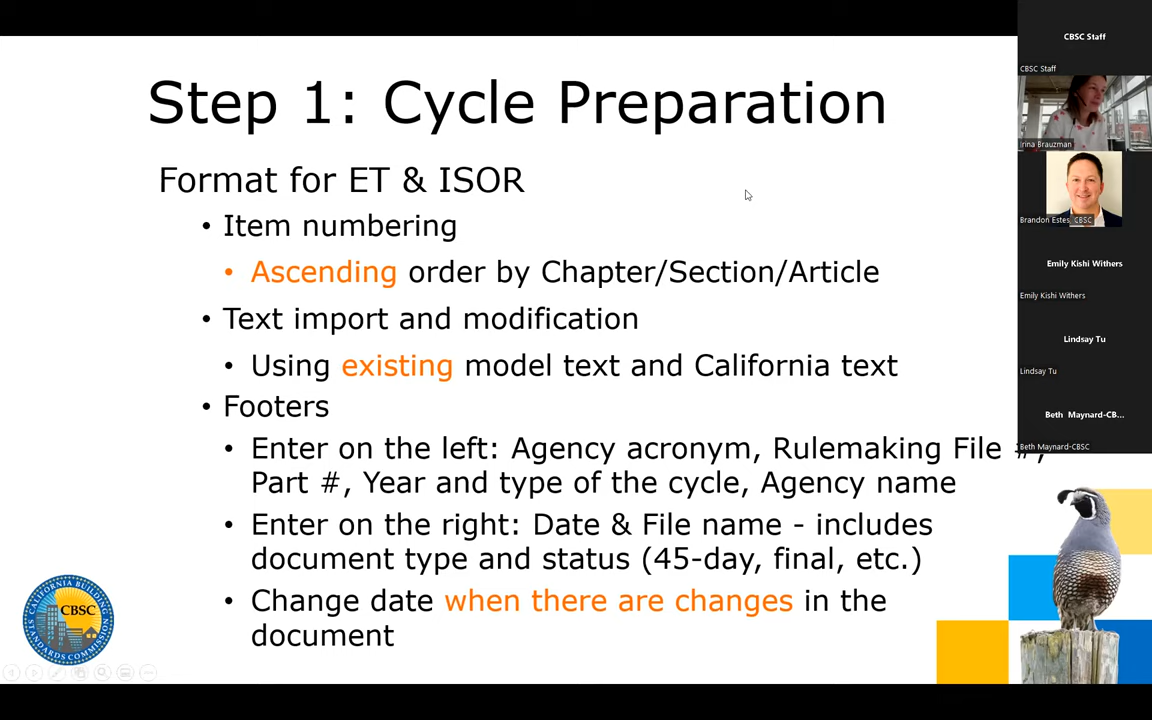 Step 1: Cycle Preparation
Format for ET & ISOR
• Item numbering
• Ascending order by Chapter/Section/Article
• Text import and modification
• Using existing model text and California text
• Footers
• Enter on the left: Agency acronym, Rulemaking File #,
Part #, Year and type of the cycle, Agency name
• Enter on the right: Date & File name - includes
document type and status (45-day, final, etc.)
• Change date when there are changes in the
document
CALIFORNIA BUILDING
STANDARDS COMMISSION
CBSC
CBSC Staff
CBSC Staff
Irina Brauzman
Brandon Estes, CBSC
Emily Kishi Withers
Emily Kishi Withers
Lindsay Tu
Lindsay Tu
Beth Maynard-CB...
Beth Maynard-CBSC